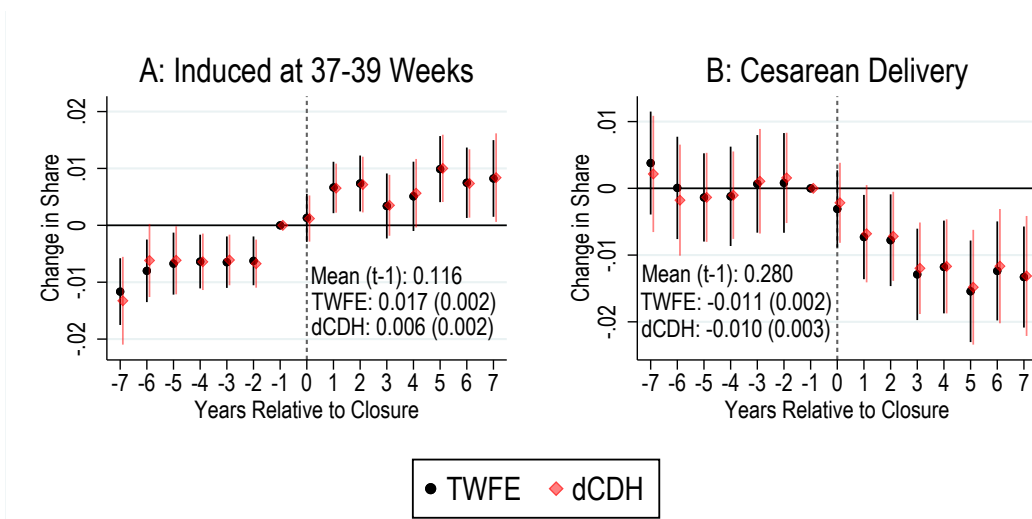 A: Induced at 37-39 Weeks
Change in Share
.02
.01
0
-.01
-.02
Mean (t-1): 0.116
TWFE: 0.017 (0.002)
dCDH: 0.006 (0.002)
-7 -6 -5 -4 -3 -2 -1 0 1 2 3 4 5 6 7
Years Relative to Closure
B: Cesarean Delivery
Change in Share
.01
0
-.01
-.02
Mean (t-1): 0.280
TWFE: -0.011 (0.002)
dCDH: -0.010 (0.003)
-7 -6 -5 -4 -3 -2 -1 0 1 2 3 4 5 6 7
Years Relative to Closure
TWFE dCDH